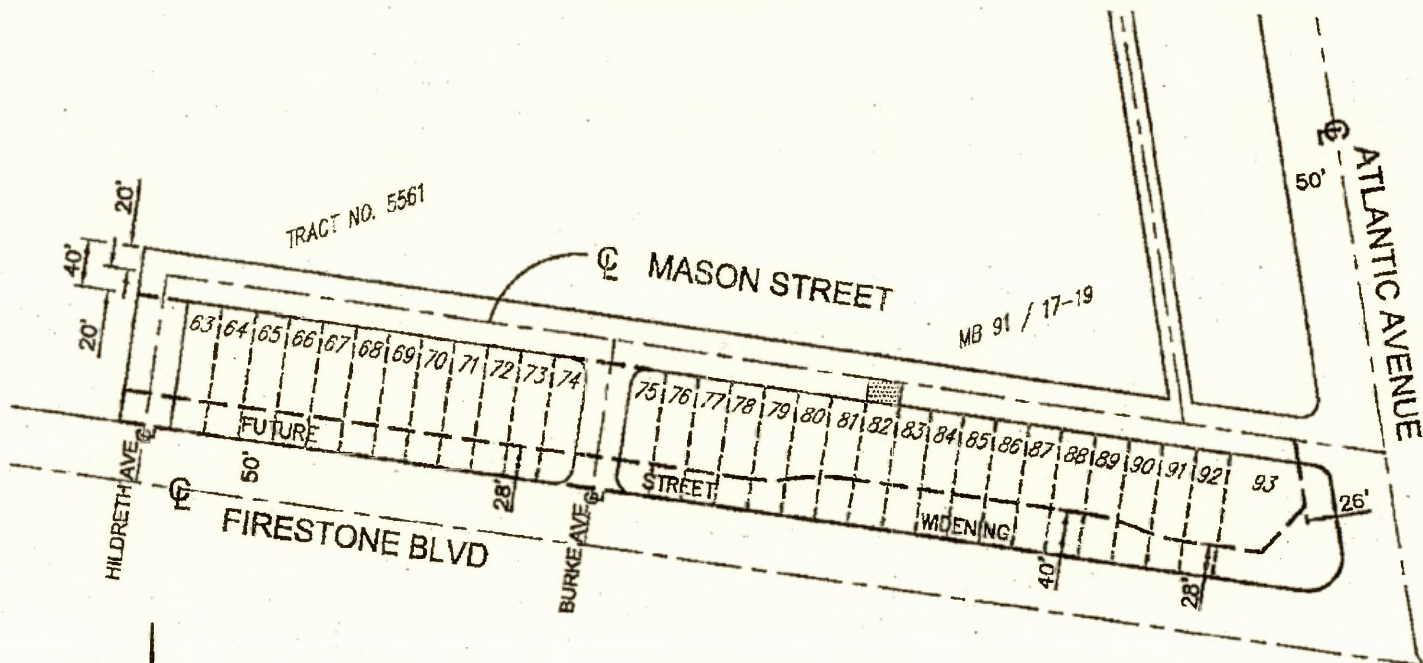 TRACT NO. 5561
20'
40'
20'
℄ MASON STREET
MB 91 / 17-19
50'
℄ ATLANTIC AVENUE
63 64 65 66 67 68 69 70 71 72 73 74
75 76 77 78 79 80 81 82 83 84 85 86 87 88 89 90 91 92 93
FUTURE
STREET
WIDENING
26'
50'
28'
40'
28'
HILDRETH AVE ℄
BURKE AVE ℄
℄ FIRESTONE BLVD